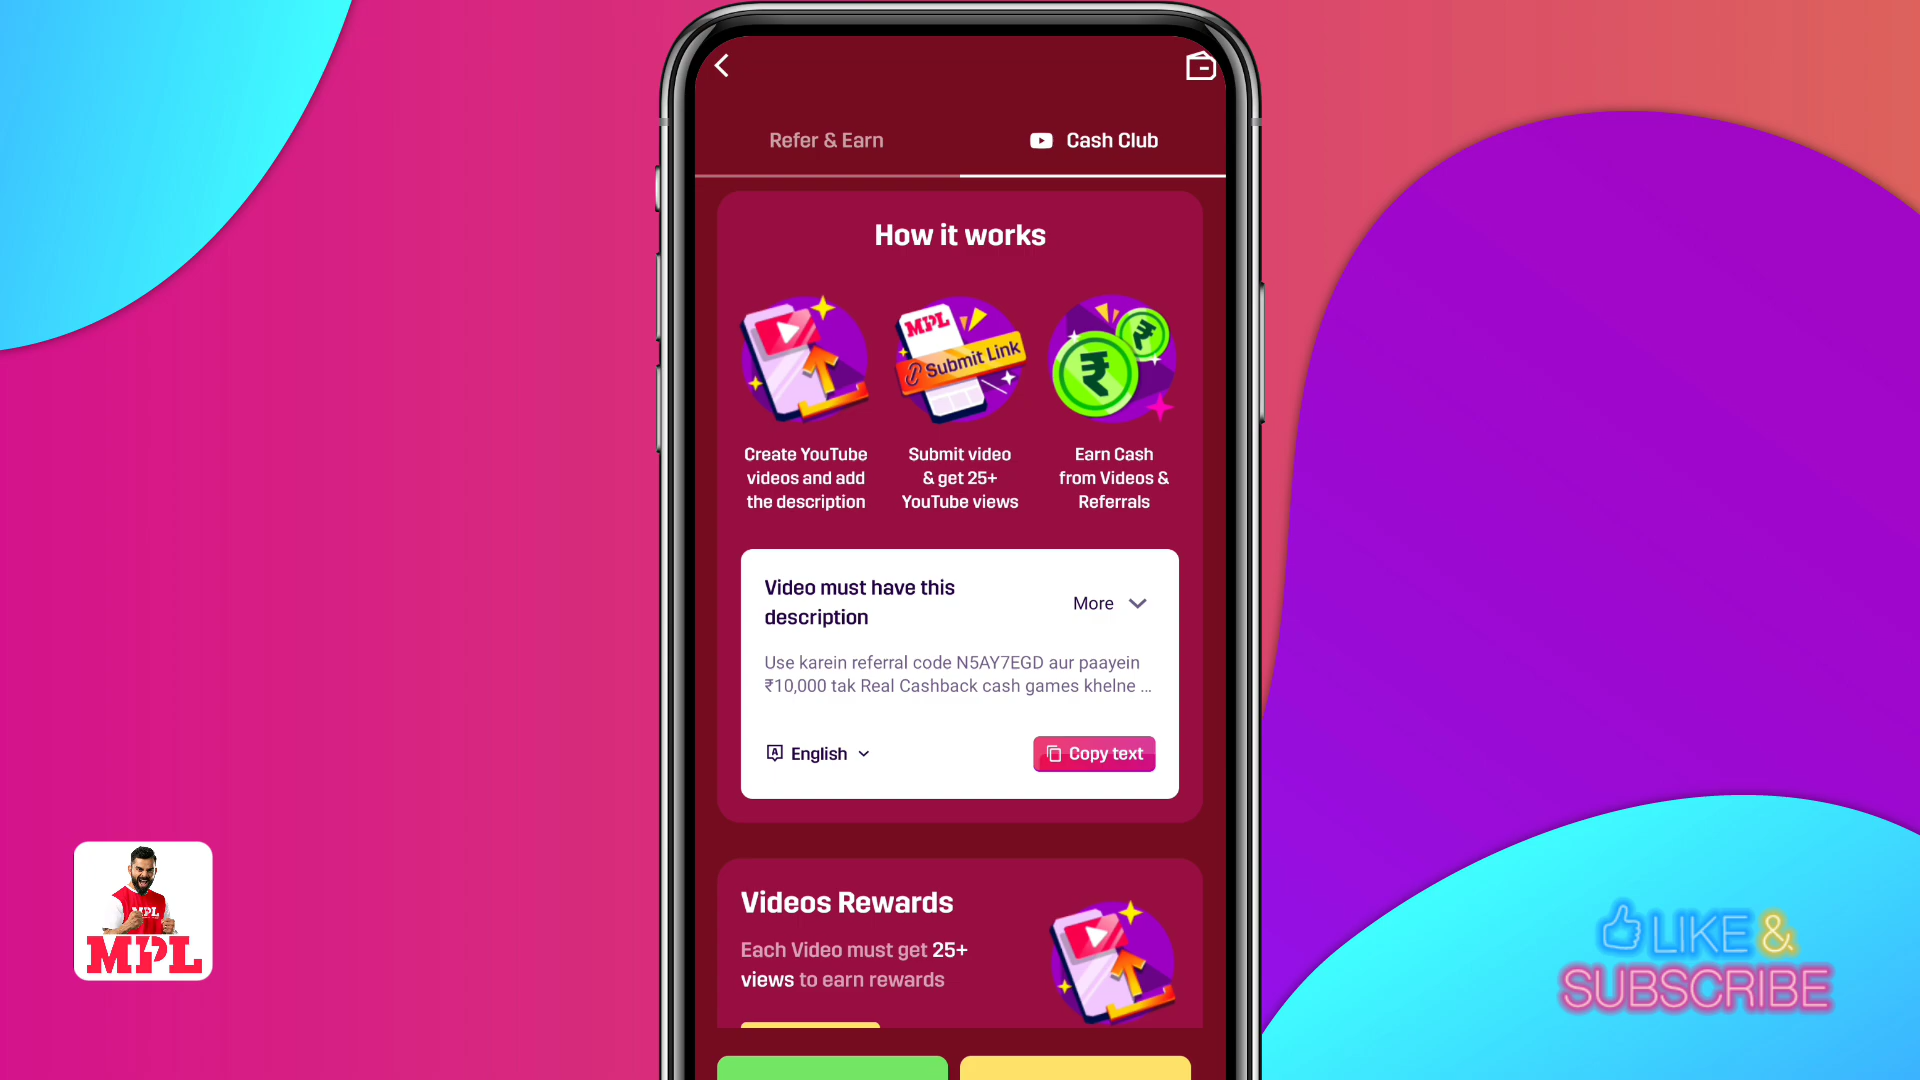 Refer & Earn
Cash Club
How it works
MPL
Submit Link
Create YouTube
videos and add
the description
Submit video
& get 25+
YouTube views
Earn Cash
from Videos &
Referrals
Video must have this
description
More
Use karein referral code N5AY7EGD aur paayein
₹10,000 tak Real Cashback cash games khelne ...
English
Copy text
Videos Rewards
Each Video must get 25+
views to earn rewards
MPL
MPL
LIKE &
SUBSCRIBE